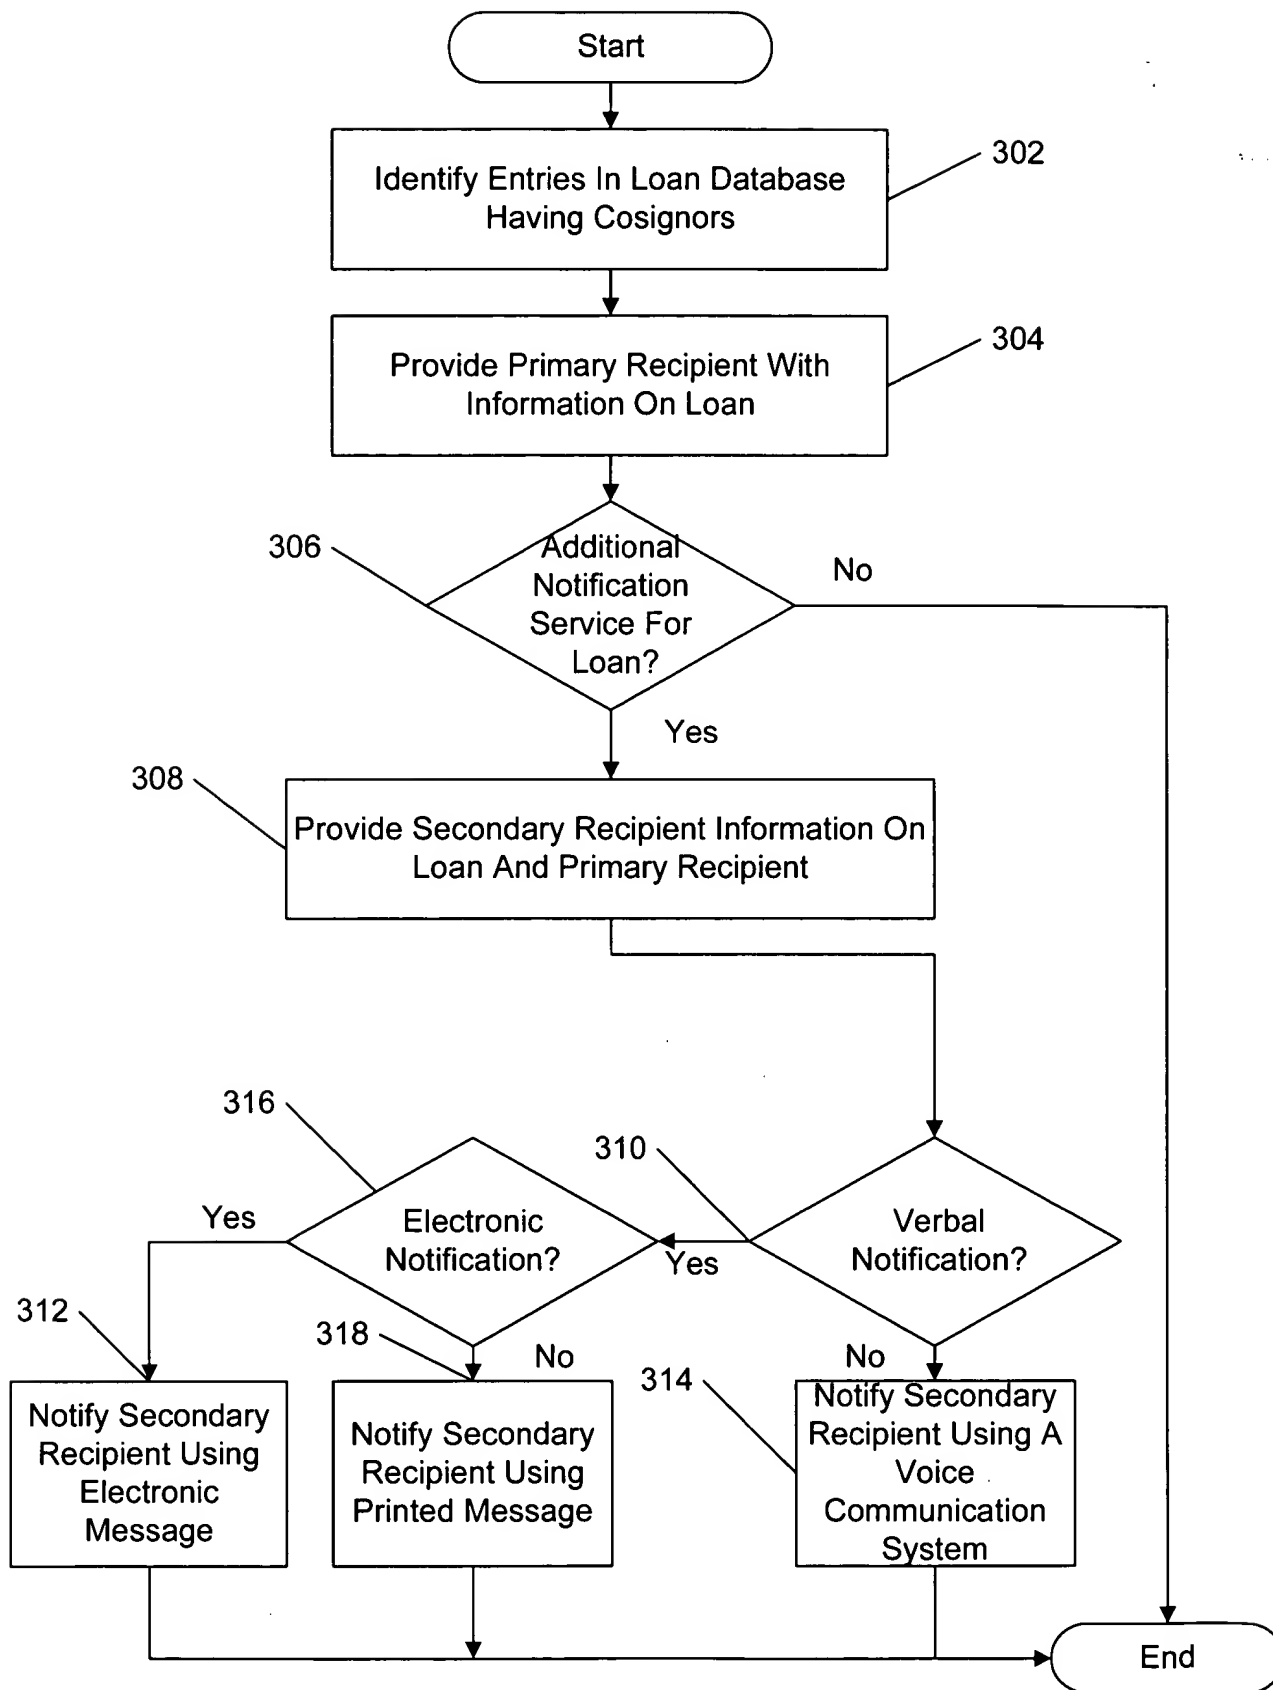 Start
302
Identify Entries In Loan Database
Having Cosignors
304
Provide Primary Recipient With
Information On Loan
306
Additional
Notification
Service For
Loan?
No
Yes
308
Provide Secondary Recipient Information On
Loan And Primary Recipient
316
310
Yes
Electronic
Notification?
Yes
Verbal
Notification?
312
318
No
No
314
Notify Secondary
Recipient Using
Electronic
Message
Notify Secondary
Recipient Using
Printed Message
Notify Secondary
Recipient Using A
Voice
Communication
System
End